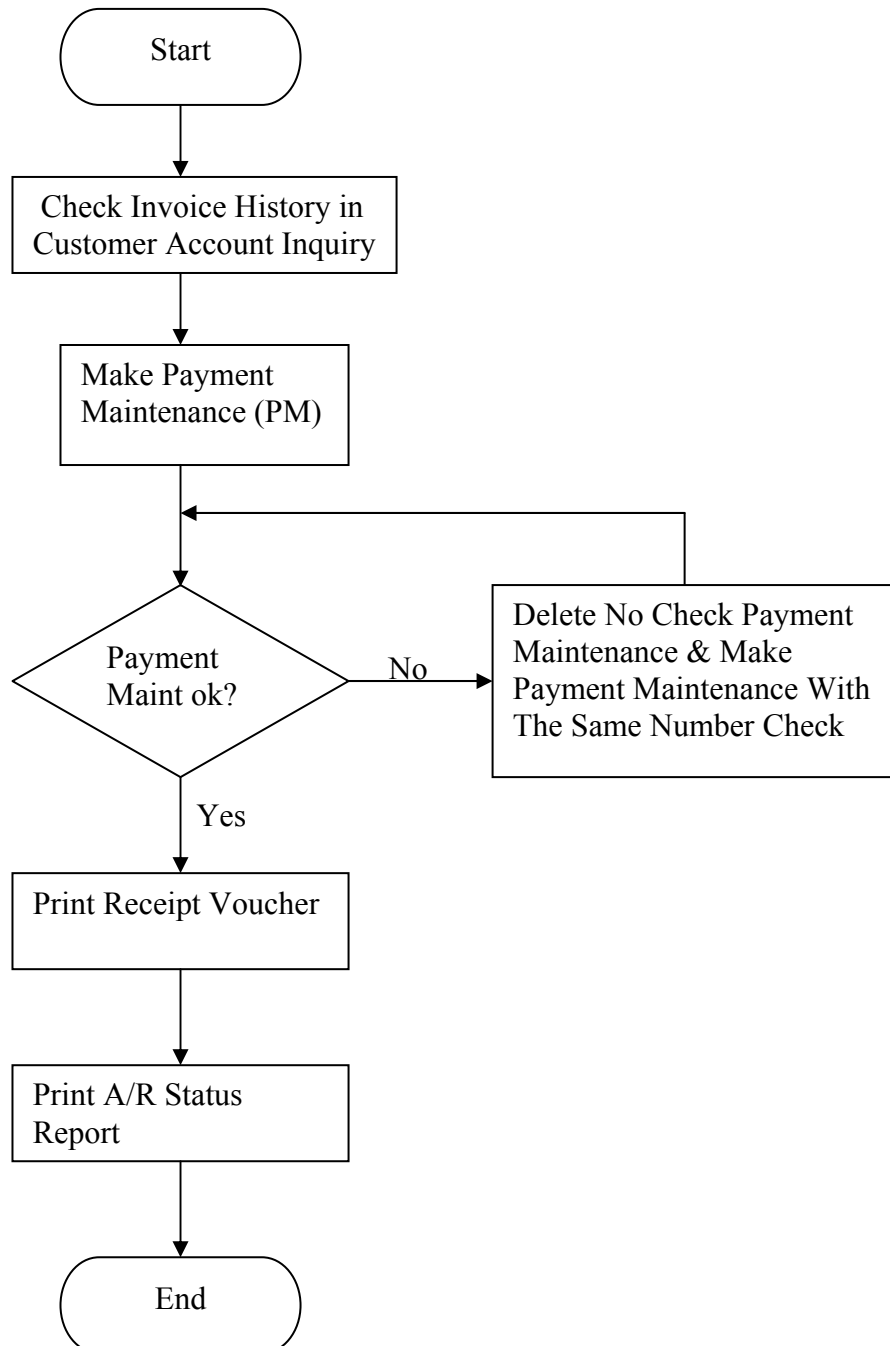 Start
Check Invoice History in
Customer Account Inquiry
Make Payment
Maintenance (PM)
Payment
Maint ok?
No
Delete No Check Payment
Maintenance & Make
Payment Maintenance With
The Same Number Check
Yes
Print Receipt Voucher
Print A/R Status
Report
End